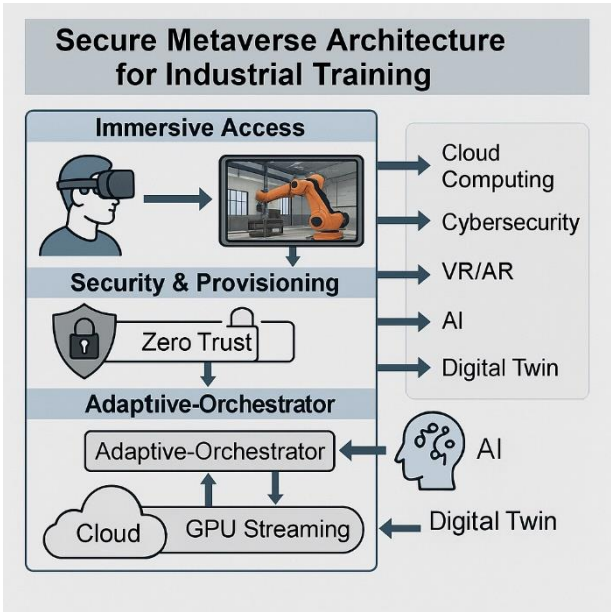 Secure Metaverse Architecture
for Industrial Training
Immersive Access
Security & Provisioning
Zero Trust
Adaptiive-Orchestrator
Adaptive-Orchestrator
Cloud
GPU Streaming
Cloud
Computing
Cybersecurity
VR/AR
AI
Digital Twin
AI
Digital Twin